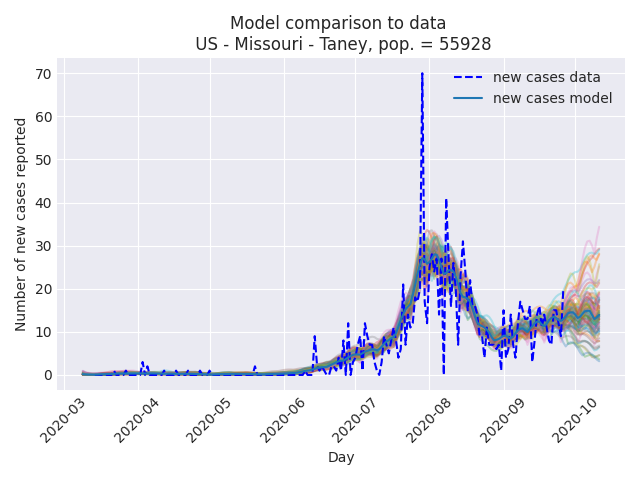 Model comparison to data
US - Missouri - Taney, pop. = 55928
new cases data
new cases model
Number of new cases reported
70
60
50
40
30
20
10
0
2020-03
2020-04
2020-05
2020-06
2020-07
2020-08
2020-09
2020-10
Day